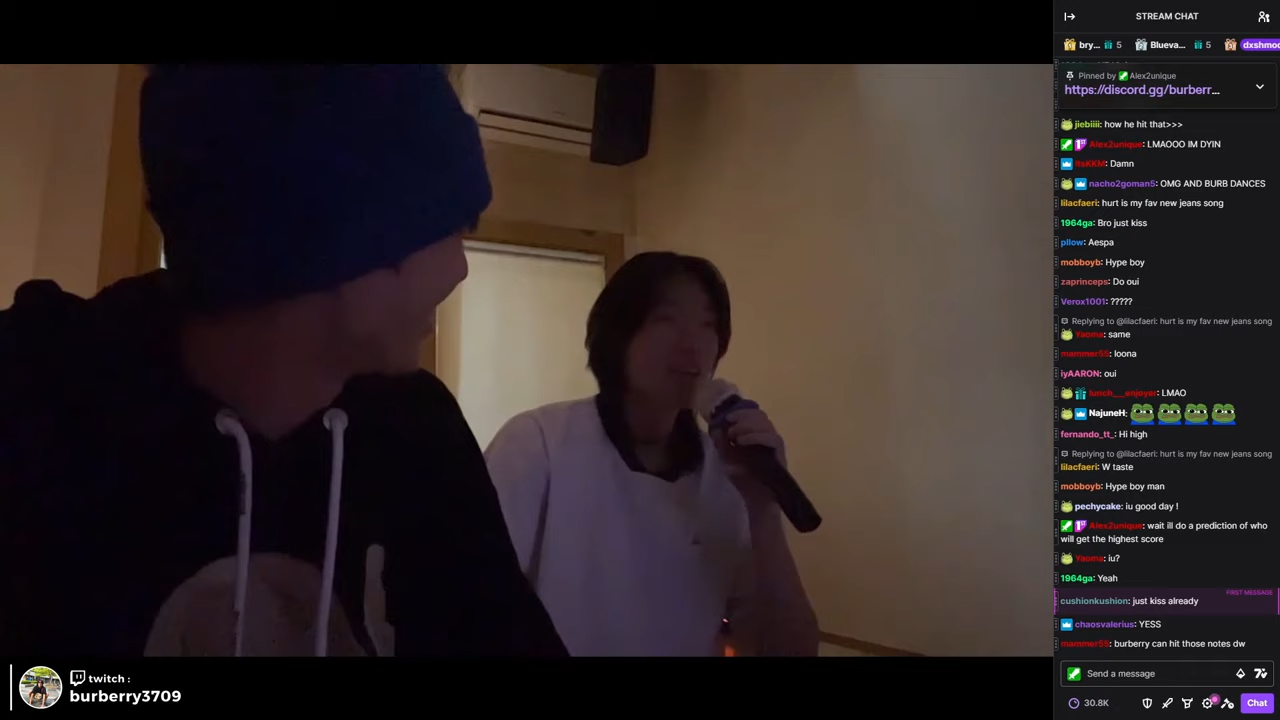 STREAM CHAT
bry... 5 Blueva... 5 dxshmoo
Pinned by Alex2unique
https://discord.gg/burberr...
jiebiiii: how he hit that>>>
Alex2unique: LMAOOO IM DYIN
ItsKKM: Damn
nacho2goman5: OMG AND BURB DANCES
lilacfaeri: hurt is my fav new jeans song
1964ga: Bro just kiss
pllow: Aespa
mobboyb: Hype boy
zaprinceps: Do oui
Verox1001: ?????
Replying to @lilacfaeri: hurt is my fav new jeans song
Yaoma: same
mammer55: loona
iyAARON: oui
lunch___enjoyer: LMAO
NajuneH:
fernando_tt_: Hi high
Replying to @lilacfaeri: hurt is my fav new jeans song
lilacfaeri: W taste
mobboyb: Hype boy man
pechycake: iu good day !
Alex2unique: wait ill do a prediction of who
will get the highest score
Yaoma: iu?
1964ga: Yeah
FIRST MESSAGE
cushionkushion: just kiss already
chaosvalerius: YESS
mammer55: burberry can hit those notes dw
Send a message
30.8K Chat
twitch :
burberry3709